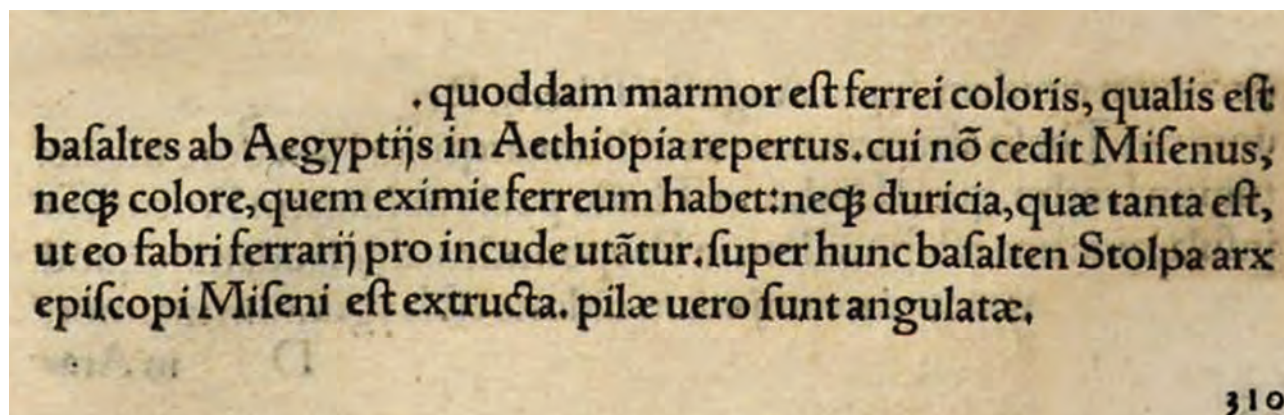 . quoddam marmor eſt ferrei coloris, qualis eſt
baſaltes ab Aegyptijs in Aethiopia repertus. cui nõ cedit Miſenus,
neqꝫ colore, quem eximie ferreum habet: neqꝫ duricia, quæ tanta eſt,
ut eo fabri ferrarij pro incude utãtur. ſuper hunc baſalten Stolpa arx
epiſcopi Miſeni eſt extructa. pilæ uero ſunt angulatæ.
310